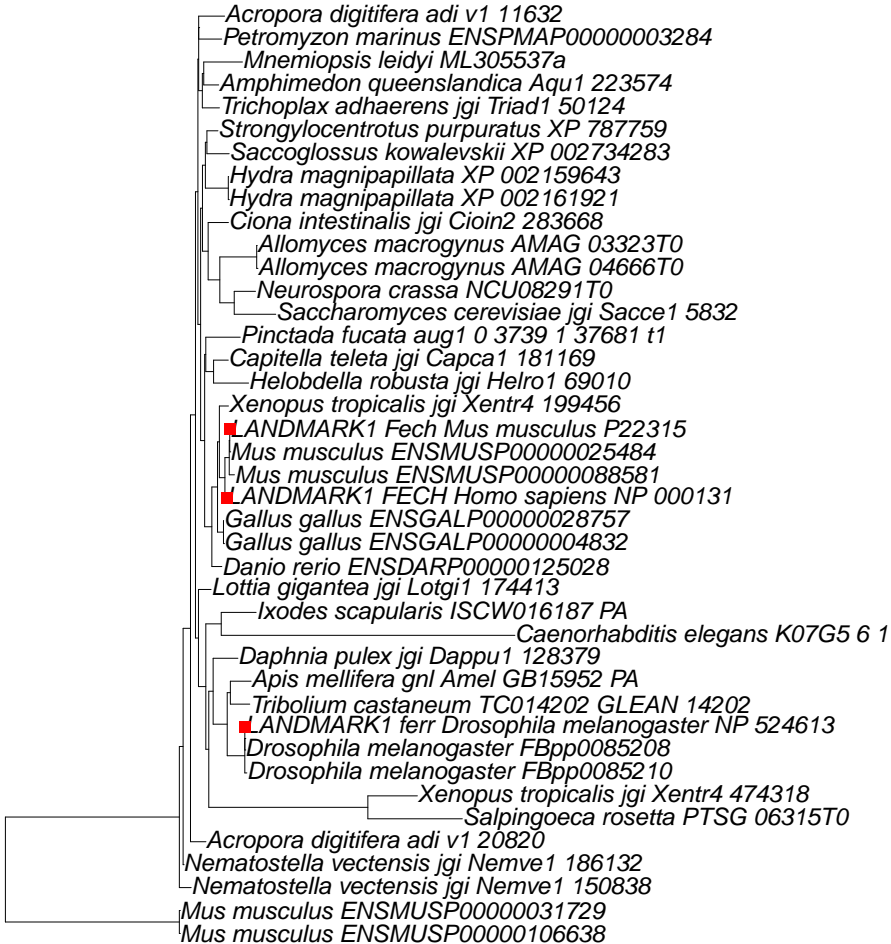 Acropora digitifera adi v1 11632
Petromyzon marinus ENSPMAP00000003284
Mnemiopsis leidyi ML305537a
Amphimedon queenslandica Aqu1 223574
Trichoplax adhaerens jgi Triad1 50124
Strongylocentrotus purpuratus XP 787759
Saccoglossus kowalevskii XP 002734283
Hydra magnipapillata XP 002159643
Hydra magnipapillata XP 002161921
Ciona intestinalis jgi Cioin2 283668
Allomyces macrogynus AMAG 03323T0
Allomyces macrogynus AMAG 04666T0
Neurospora crassa NCU08291T0
Saccharomyces cerevisiae jgi Sacce1 5832
Pinctada fucata aug1 0 3739 1 37681 t1
Capitella teleta jgi Capca1 181169
Helobdella robusta jgi Helro1 69010
Xenopus tropicalis jgi Xentr4 199456
LANDMARK1 Fech Mus musculus P22315
Mus musculus ENSMUSP00000025484
Mus musculus ENSMUSP00000088581
LANDMARK1 FECH Homo sapiens NP 000131
Gallus gallus ENSGALP00000028757
Gallus gallus ENSGALP00000004832
Danio rerio ENSDARP00000125028
Lottia gigantea jgi Lotgi1 174413
Ixodes scapularis ISCW016187 PA
Caenorhabditis elegans K07G5 6 1
Daphnia pulex jgi Dappu1 128379
Apis mellifera gnl Amel GB15952 PA
Tribolium castaneum TC014202 GLEAN 14202
LANDMARK1 ferr Drosophila melanogaster NP 524613
Drosophila melanogaster FBpp0085208
Drosophila melanogaster FBpp0085210
Xenopus tropicalis jgi Xentr4 474318
Salpingoeca rosetta PTSG 06315T0
Acropora digitifera adi v1 20820
Nematostella vectensis jgi Nemve1 186132
Nematostella vectensis jgi Nemve1 150838
Mus musculus ENSMUSP00000031729
Mus musculus ENSMUSP00000106638